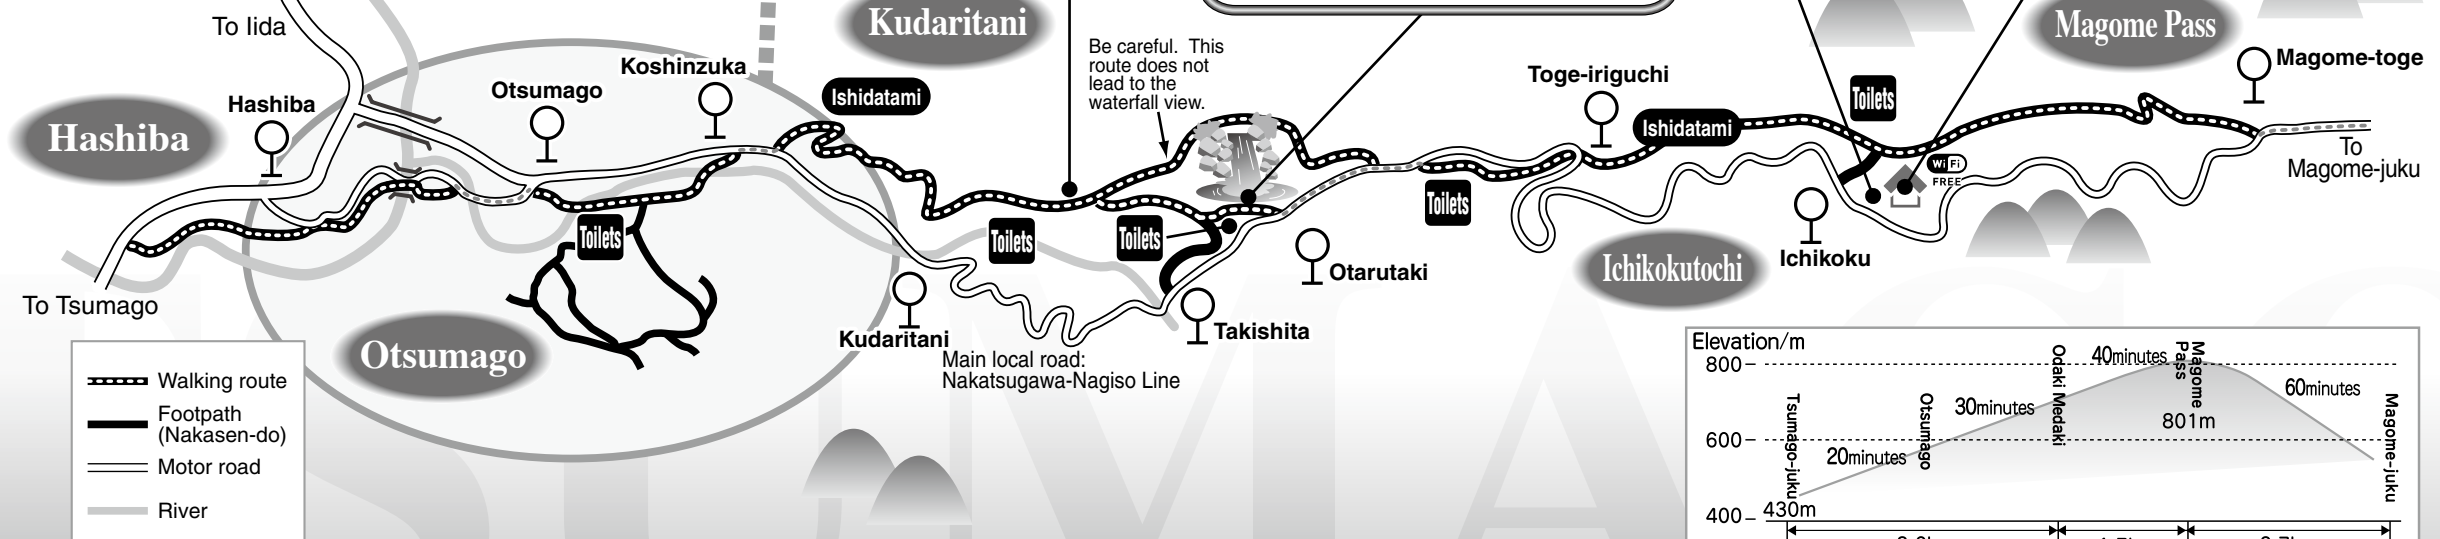 To Iida
Kudaritani
Magome Pass
Be careful. This
route does not
lead to the
waterfall view.
Magome-toge
Koshinzuka
Toge-iriguchi
Otsumago
Hashiba
Ishidatami
Toilets
Ishidatami
Hashiba
To
Magome-juku
WiFi
FREE
Toilets
Toilets
Toilets
Toilets
Ichikoku
Ichikokutochi
Otarutaki
To Tsumago
Takishita
Kudaritani
Otsumago
Main local road:
Nakatsugawa-Nagiso Line
Walking route
Footpath
(Nakasen-do)
Motor road
River
Elevation/m
800
600
400
Tsumago-juku
430m
20minutes
Otsumago
30minutes
Odaki Medaki
40minutes
Magome
Pass
801m
60minutes
Magome-juku